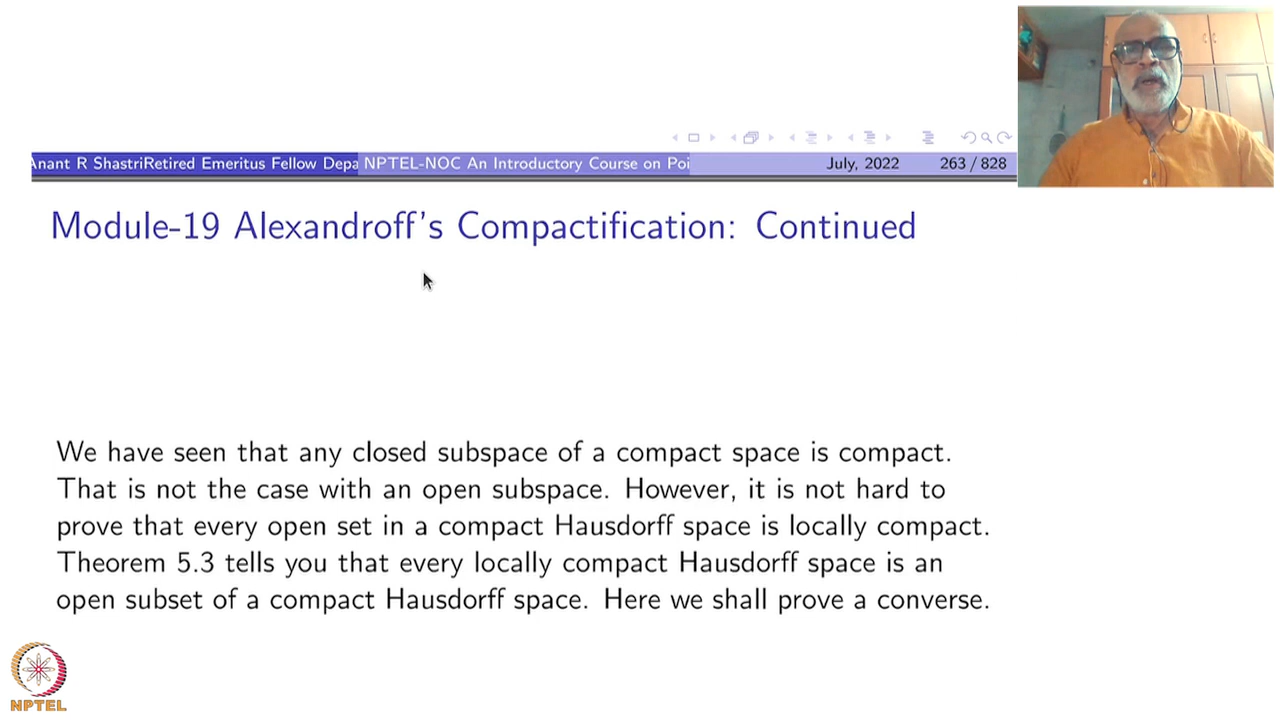 Anant R ShastriRetired Emeritus Fellow Depa NPTEL-NOC An Introductory Course on Poi July, 2022 263 / 828
Module-19 Alexandroff's Compactification: Continued
We have seen that any closed subspace of a compact space is compact.
That is not the case with an open subspace. However, it is not hard to
prove that every open set in a compact Hausdorff space is locally compact.
Theorem 5.3 tells you that every locally compact Hausdorff space is an
open subset of a compact Hausdorff space. Here we shall prove a converse.
NPTEL